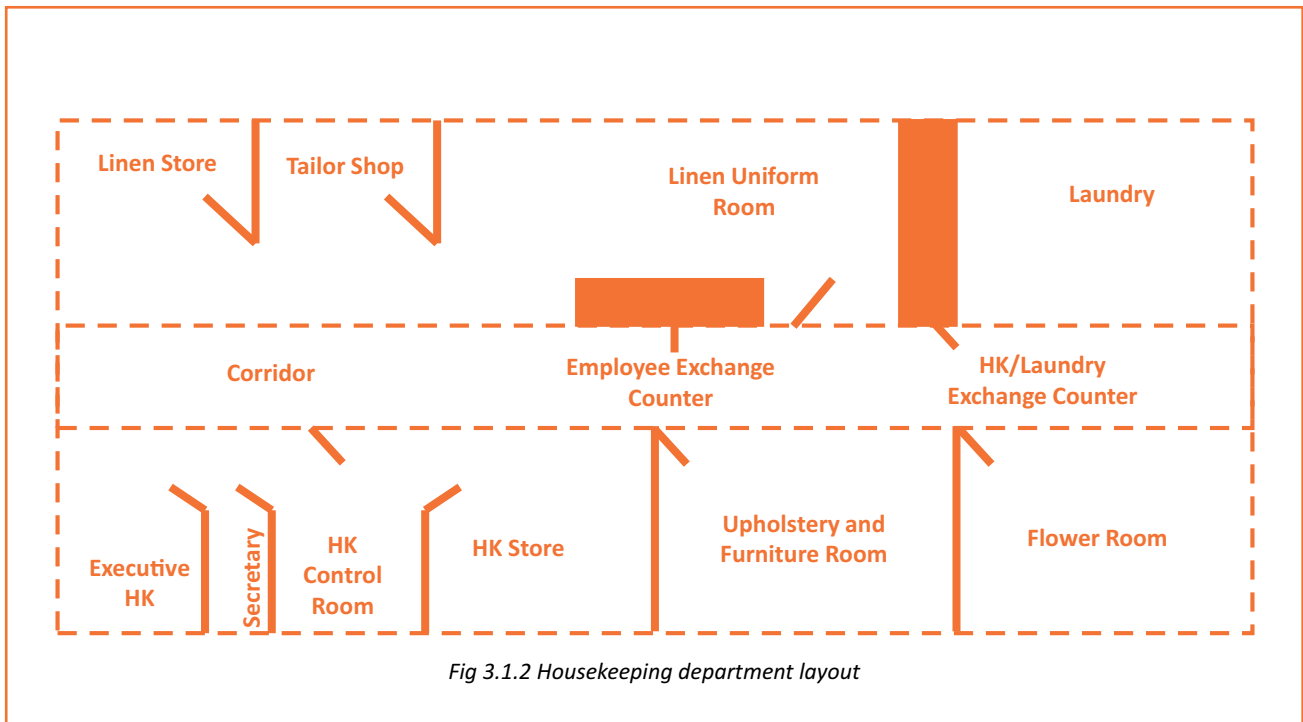 Linen Store
Tailor Shop
Linen Uniform
Room
Laundry
Corridor
Employee Exchange
Counter
HK/Laundry
Exchange Counter
Executive
HK
Secretary
HK
Control
Room
HK Store
Upholstery and
Furniture Room
Flower Room
Fig 3.1.2 Housekeeping department layout